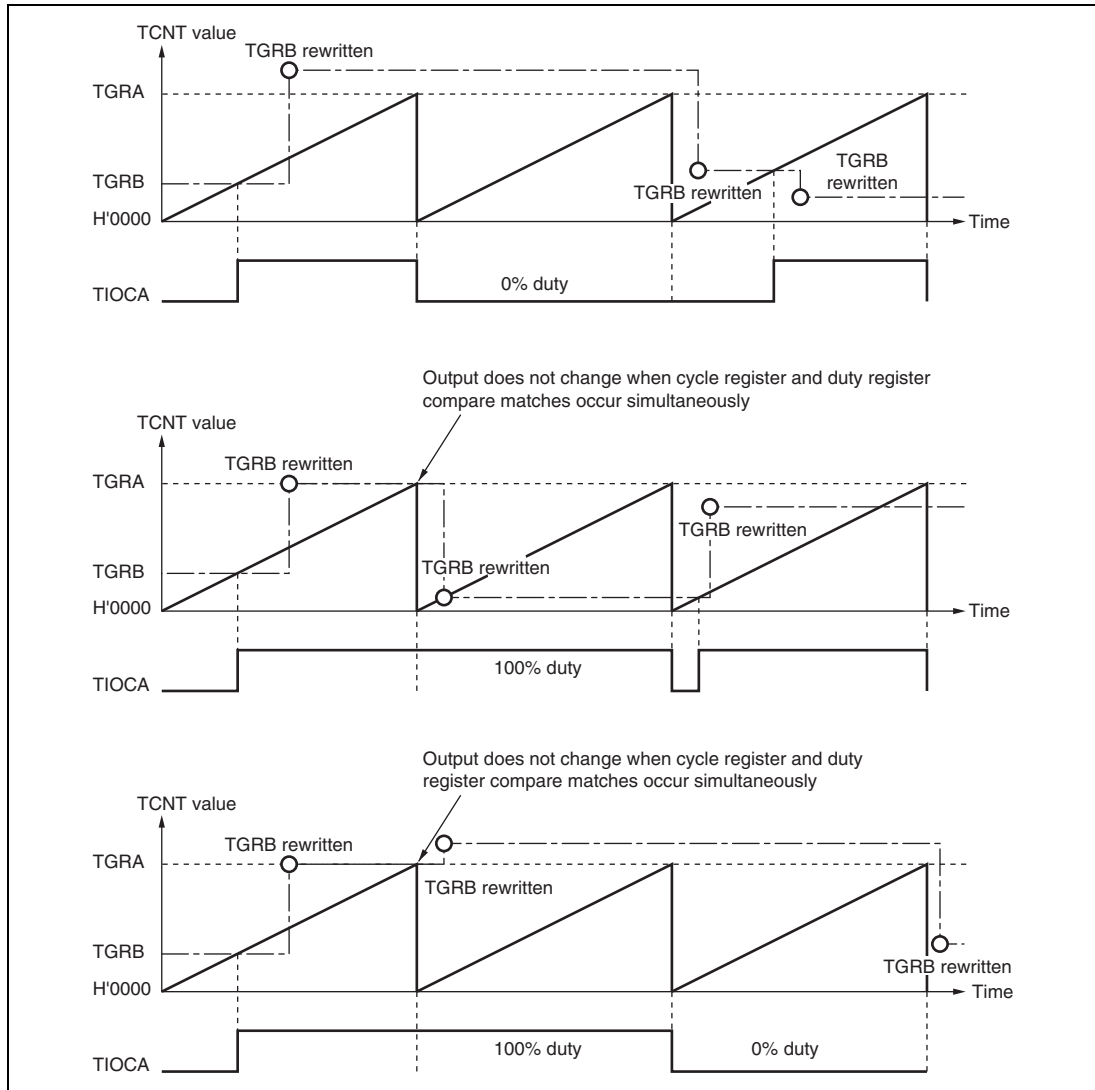 TCNT value
TGRB rewritten
TGRA
TGRB
rewritten
TGRB
TGRB rewritten
H'0000
Time
0% duty
TIOCA
Output does not change when cycle register and duty register
compare matches occur simultaneously
TCNT value
TGRB rewritten
TGRA
TGRB rewritten
TGRB
TGRB rewritten
H'0000
Time
100% duty
TIOCA
Output does not change when cycle register and duty
register compare matches occur simultaneously
TCNT value
TGRB rewritten
TGRA
TGRB rewritten
TGRB
TGRB rewritten
H'0000
Time
100% duty
0% duty
TIOCA